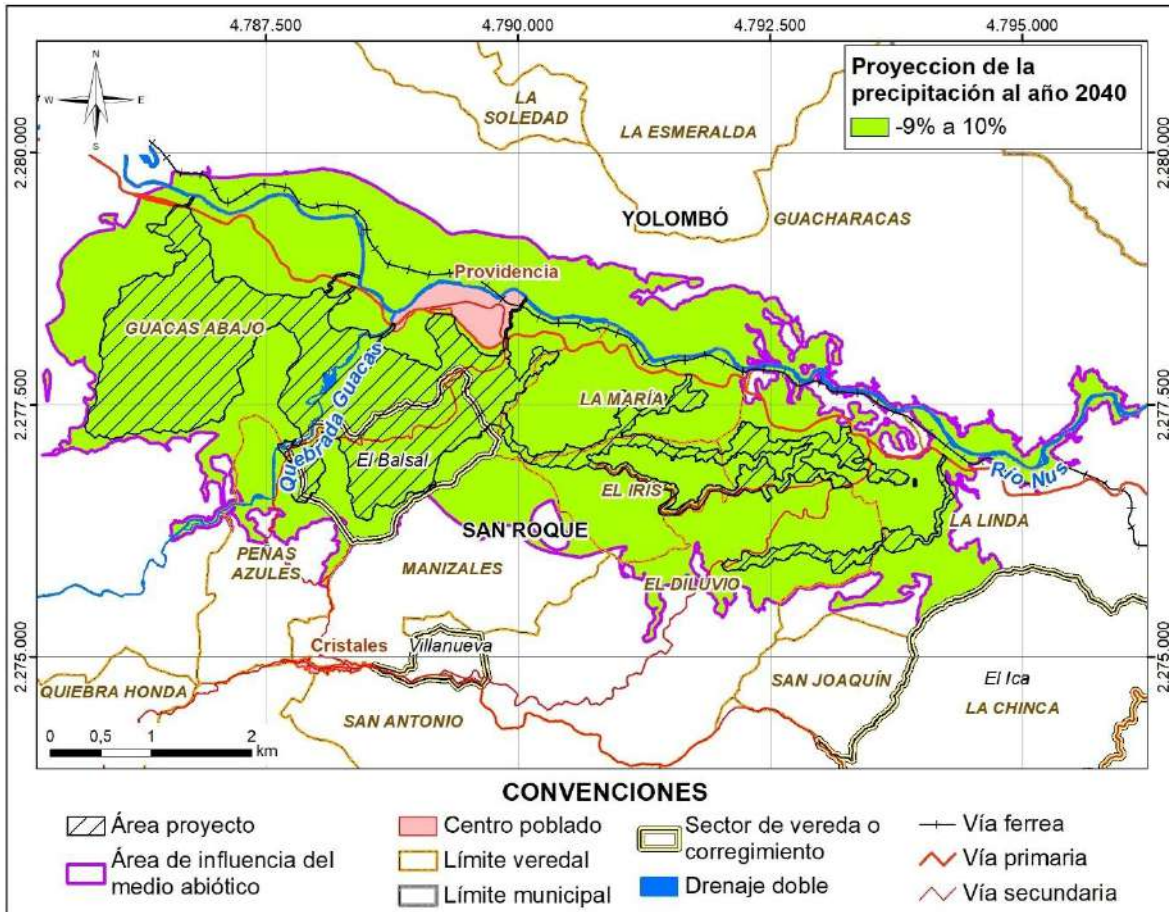 4.787.500
4.790.000
4.792.500
4.795.000
N
W
E
S
Proyeccion de la
precipitación al año 2040
-9% a 10%
LA
SOLEDAD
LA ESMERALDA
2.280.000
2.280.000
YOLOMBÓ
GUACHARACAS
Providencia
GUACAS ABAJO
Quebrada Guacas
LA MARÍA
2.277.500
2.277.500
El Balsal
EL IRIS
Río Nus
SAN ROQUE
LA LINDA
PEÑAS
AZULES
MANIZALES
EL DILUVIO
Cristales
Villanueva
2.275.000
2.275.000
QUIEBRA HONDA
SAN JOAQUÍN
El Ica
SAN ANTONIO
LA CHINCA
0 0,5 1 2
km
CONVENCIONES
Área proyecto
Área de influencia del
medio abiótico
Centro poblado
Límite veredal
Límite municipal
Sector de vereda o
corregimiento
Drenaje doble
Vía ferrea
Vía primaria
Vía secundaria